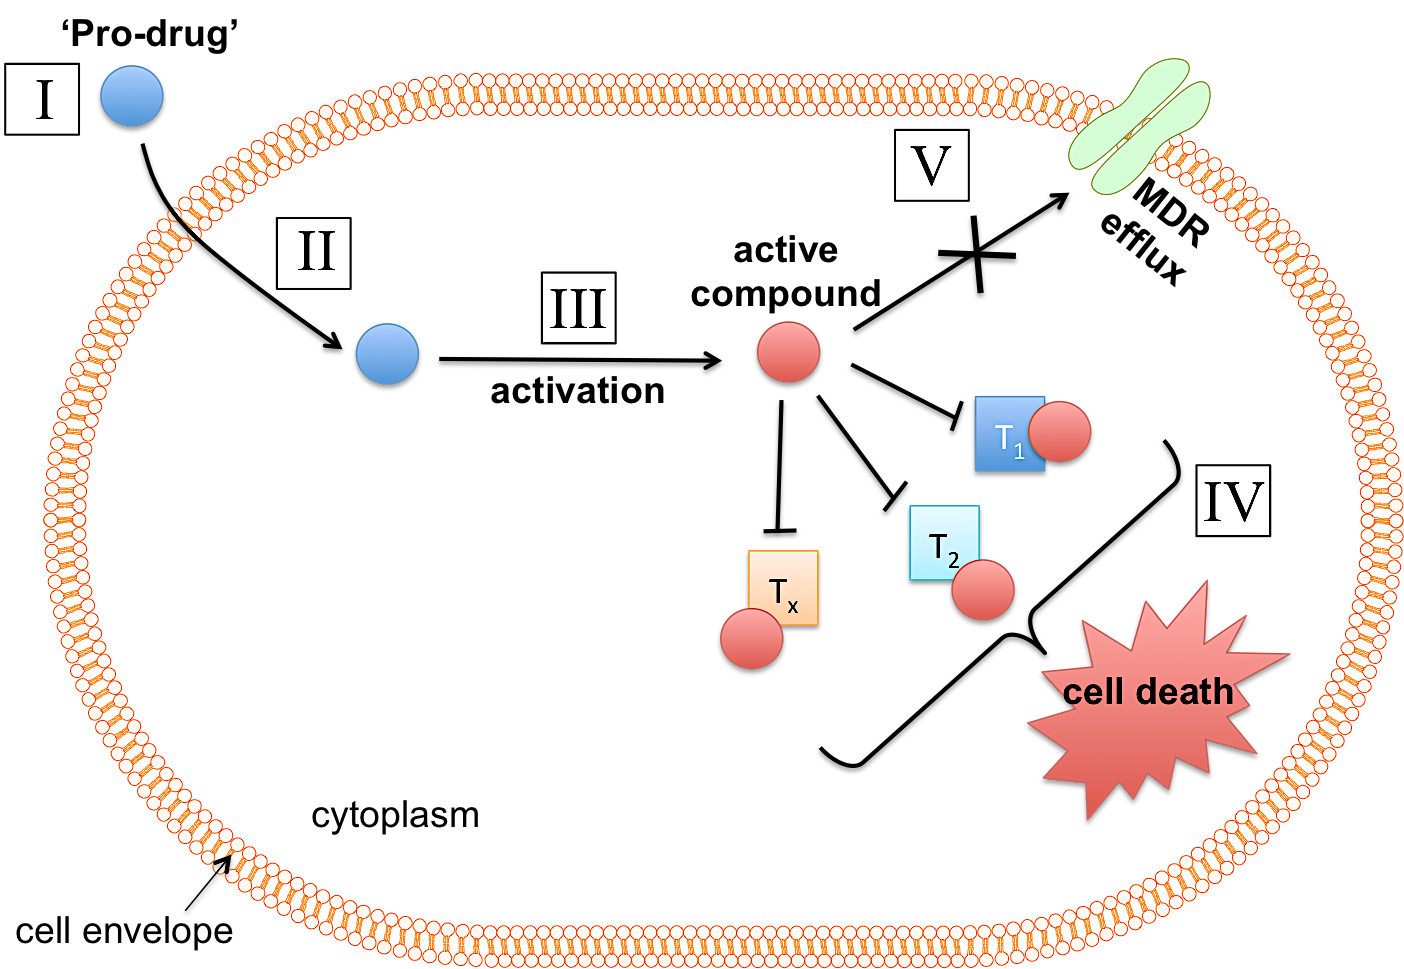 ‘Pro-drug’
I
II
III
activation
active
compound
V
MDR
efflux
T1
T2
Tx
IV
cell death
cytoplasm
cell envelope